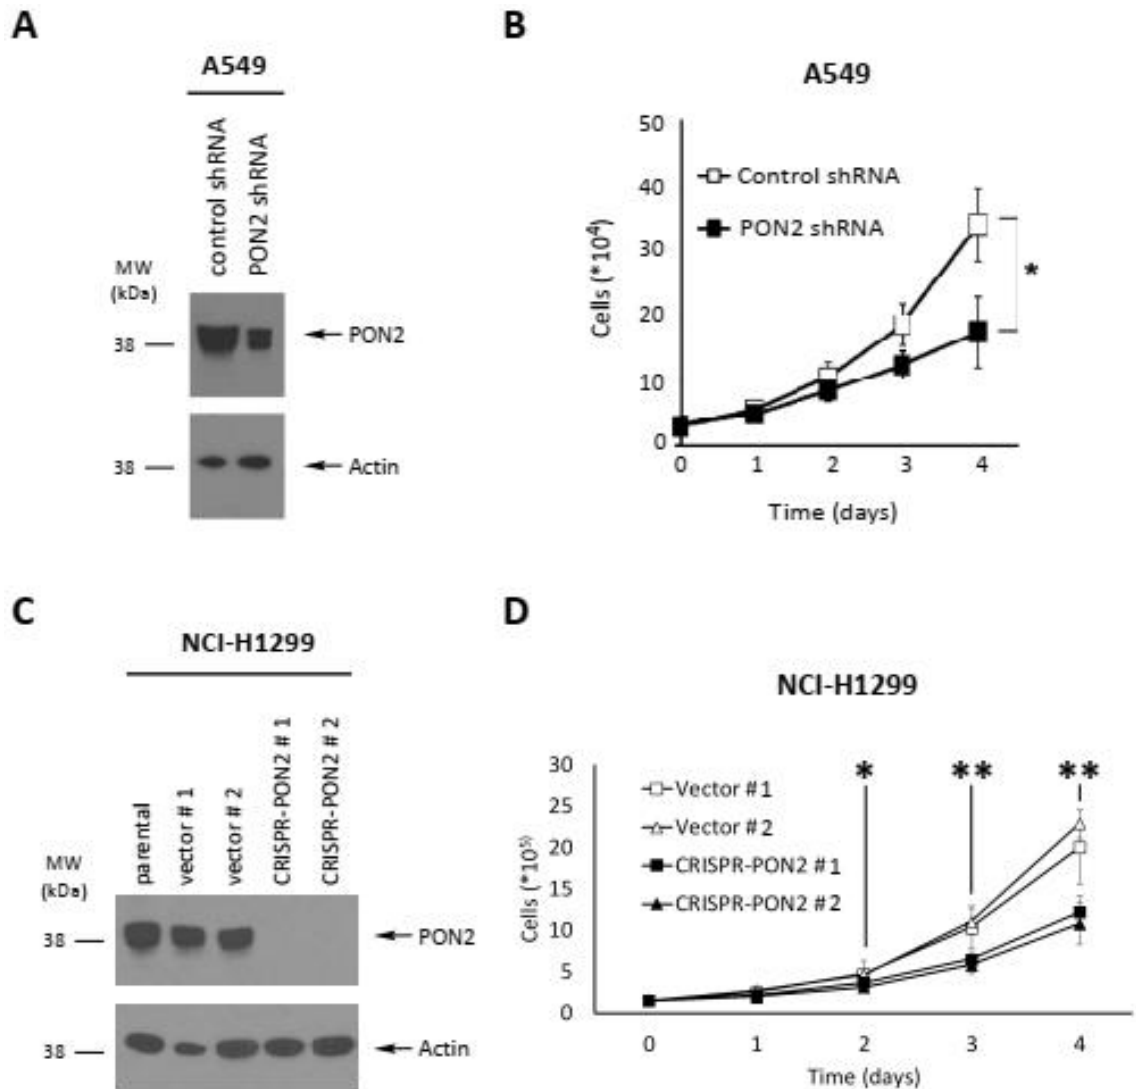 A
A549
control shRNA
PON2 shRNA
MW
(kDa)
38
PON2
38
Actin
B
A549
Cells (*10⁴)
50
40
30
20
10
0
Control shRNA
PON2 shRNA
*
0 1 2 3 4
Time (days)
C
NCI-H1299
parental
vector # 1
vector # 2
CRISPR-PON2 # 1
CRISPR-PON2 # 2
MW
(kDa)
38
PON2
38
Actin
D
NCI-H1299
Cells (*10⁵)
30
25
20
15
10
5
0
Vector #1
Vector #2
CRISPR-PON2 #1
CRISPR-PON2 #2
* ** **
0 1 2 3 4
Time (days)